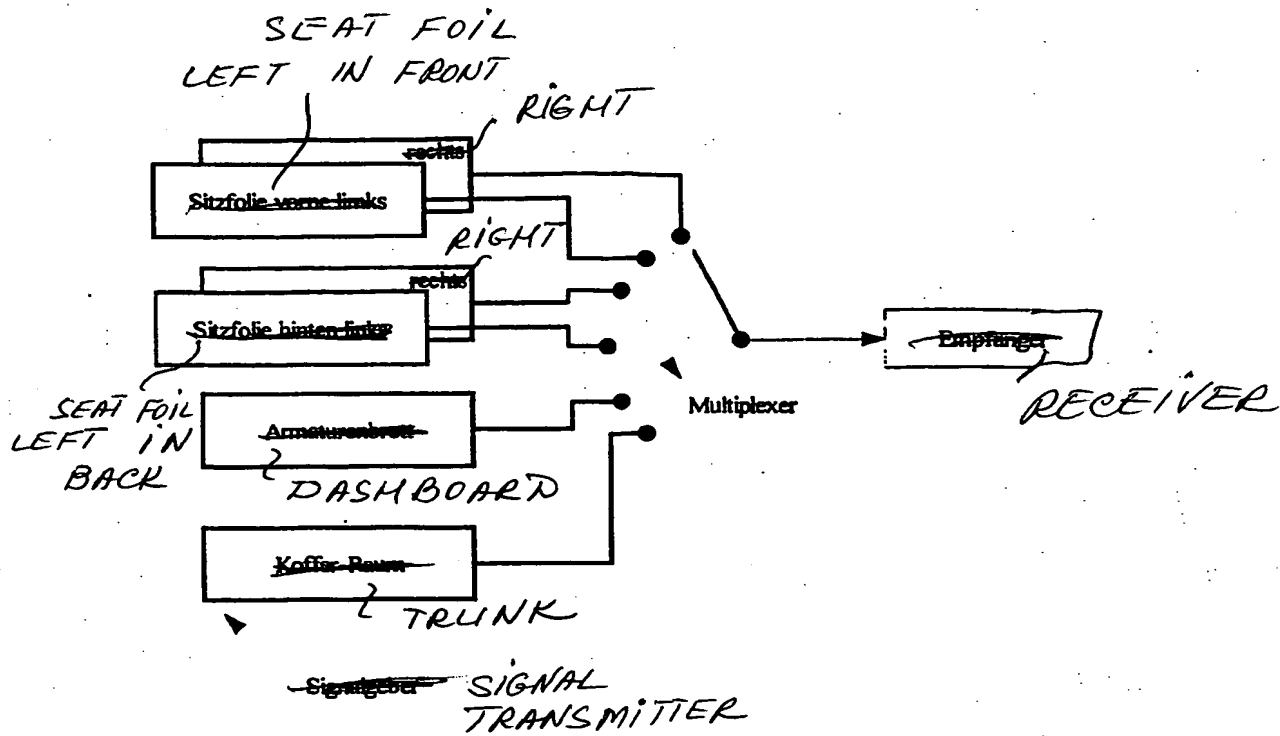 SEAT FOIL
LEFT IN FRONT
RIGHT
rechts
Sitzfolie vorne links
RIGHT
rechts
Sitzfolie hinten links
Empfänger
RECEIVER
Multiplexer
SEAT FOIL
LEFT IN
BACK
Armaturenbrett
DASHBOARD
Koffer-Raum
TRUNK
Signalgeber
SIGNAL
TRANSMITTER